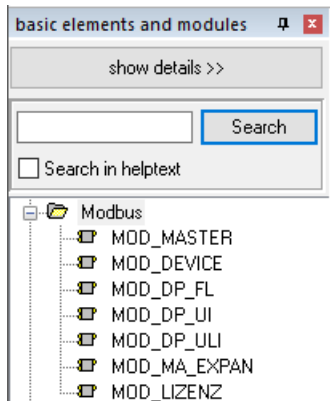 basic elements and modules
show details >>
Search
Search in helptext
Modbus
MOD_MASTER
MOD_DEVICE
MOD_DP_FL
MOD_DP_UI
MOD_DP_ULI
MOD_MA_EXPAN
MOD_LIZENZ